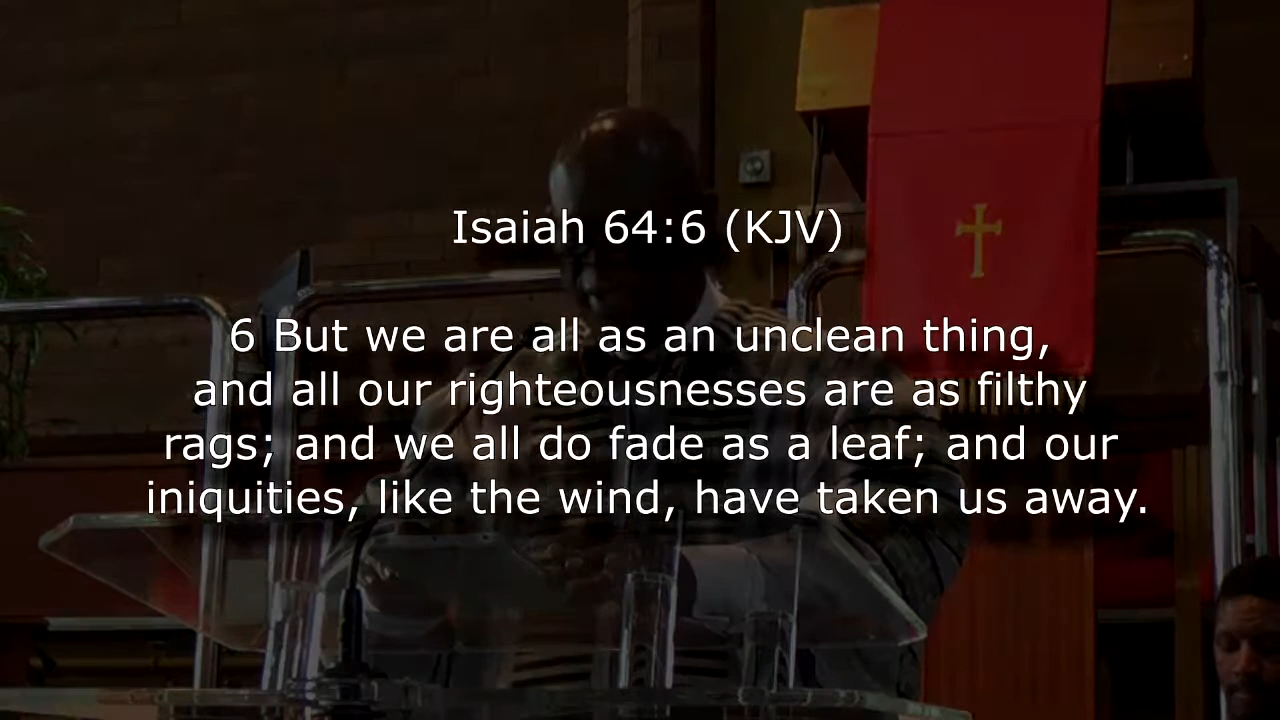 Isaiah 64:6 (KJV)
6 But we are all as an unclean thing,
and all our righteousnesses are as filthy
rags; and we all do fade as a leaf; and our
iniquities, like the wind, have taken us away.